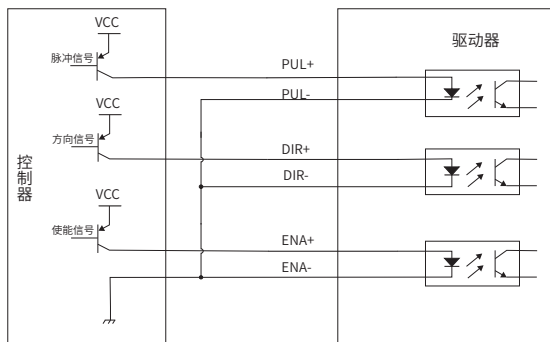 VCC
驱动器
脉冲信号
PUL+
PUL-
VCC
方向信号
DIR+
DIR-
控制器
VCC
使能信号
ENA+
ENA-